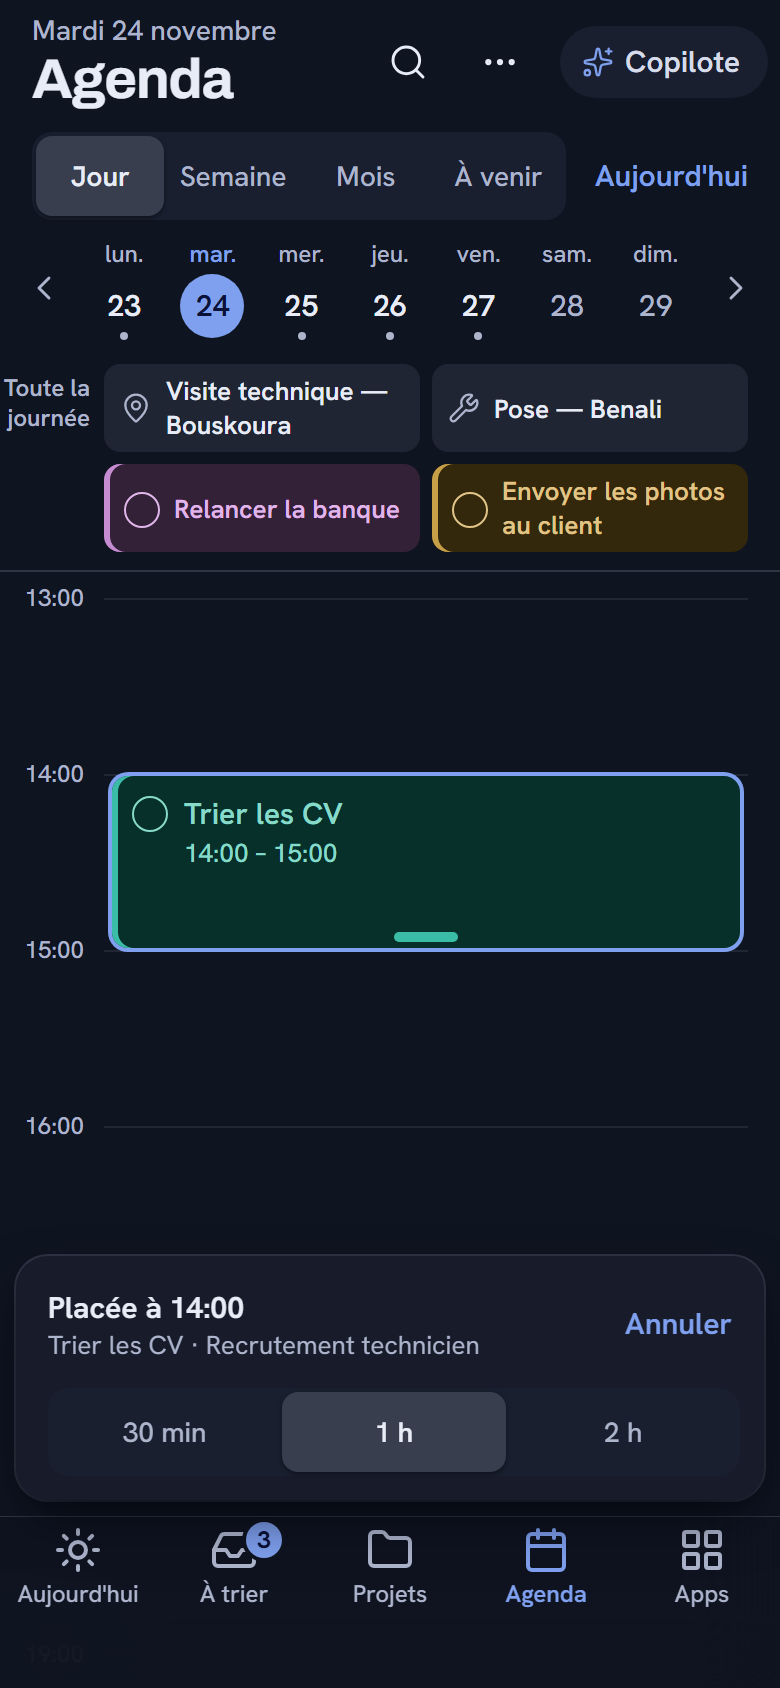 Mardi 24 novembre
Agenda
Copilote
Jour
Semaine
Mois
À venir
Aujourd'hui
lun. mar. mer. jeu. ven. sam. dim.
23 24 25 26 27 28 29
Toute la
journée
Visite technique —
Bouskoura
Pose — Benali
Relancer la banque
Envoyer les photos
au client
13:00
14:00
Trier les CV
14:00 – 15:00
15:00
16:00
Placée à 14:00
Trier les CV · Recrutement technicien
Annuler
30 min
1 h
2 h
3
Aujourd'hui
À trier
Projets
Agenda
Apps
19:00